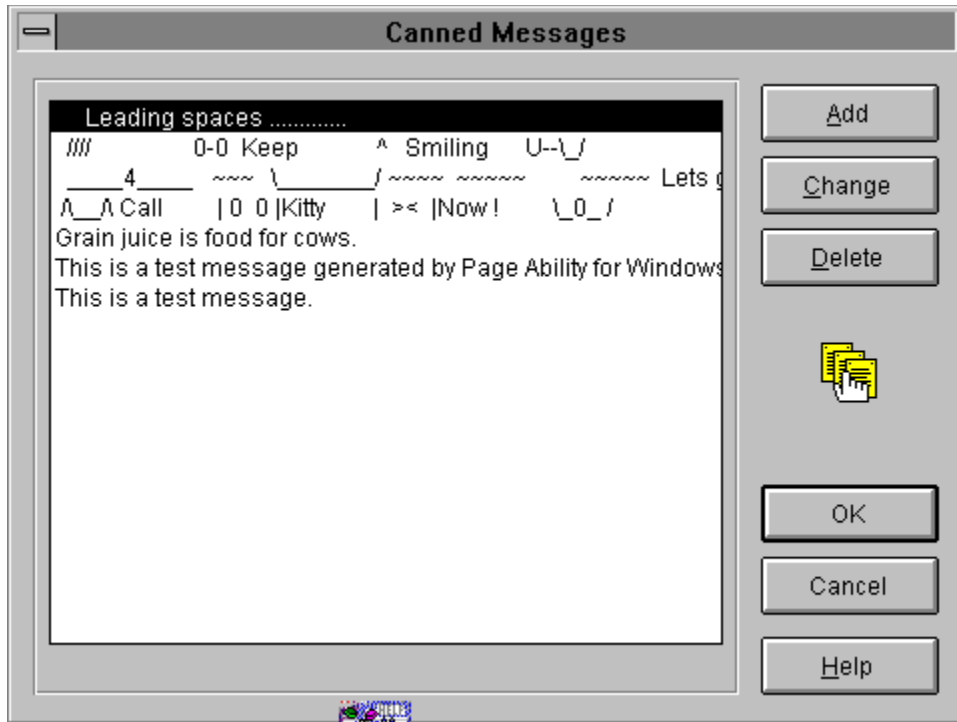 Canned Messages
    Leading spaces .............
 ////              0-0  Keep             ^   Smiling      U--\_/
 ____4____   ~~~  \_______/ ~~~~  ~~~~~        ~~~~~  Lets
/\__/\ Call        | 0  0 |Kitty       |  ><  |Now !        \_0_ /
Grain juice is food for cows.
This is a test message generated by Page Ability for Windows
This is a test message.
Add
Change
Delete
OK
Cancel
Help